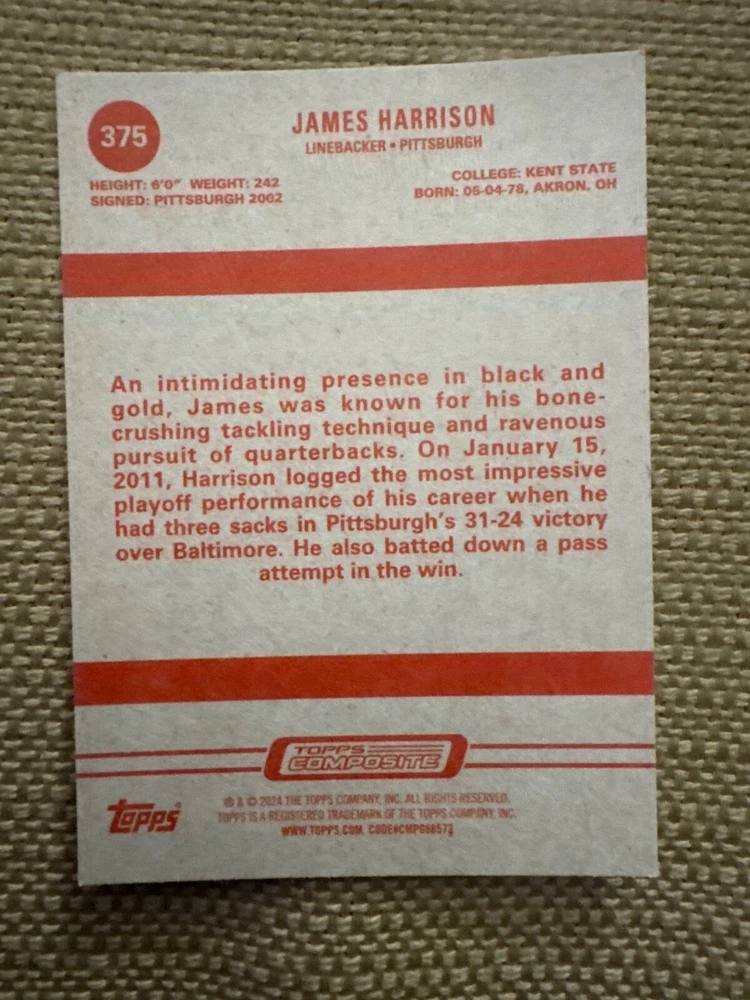 375
JAMES HARRISON
LINEBACKER • PITTSBURGH
HEIGHT: 6'0" WEIGHT: 242
SIGNED: PITTSBURGH 2002
COLLEGE: KENT STATE
BORN: 05-04-78, AKRON, OH
An intimidating presence in black and
gold, James was known for his bone-
crushing tackling technique and ravenous
pursuit of quarterbacks. On January 15,
2011, Harrison logged the most impressive
playoff performance of his career when he
had three sacks in Pittsburgh's 31-24 victory
over Baltimore. He also batted down a pass
attempt in the win.
TOPPS
COMPOSITE
Topps
® & © 2024 THE TOPPS COMPANY, INC. ALL RIGHTS RESERVED.
TOPPS IS A REGISTERED TRADEMARK OF THE TOPPS COMPANY, INC.
WWW.TOPPS.COM. CODE#CMPG88573